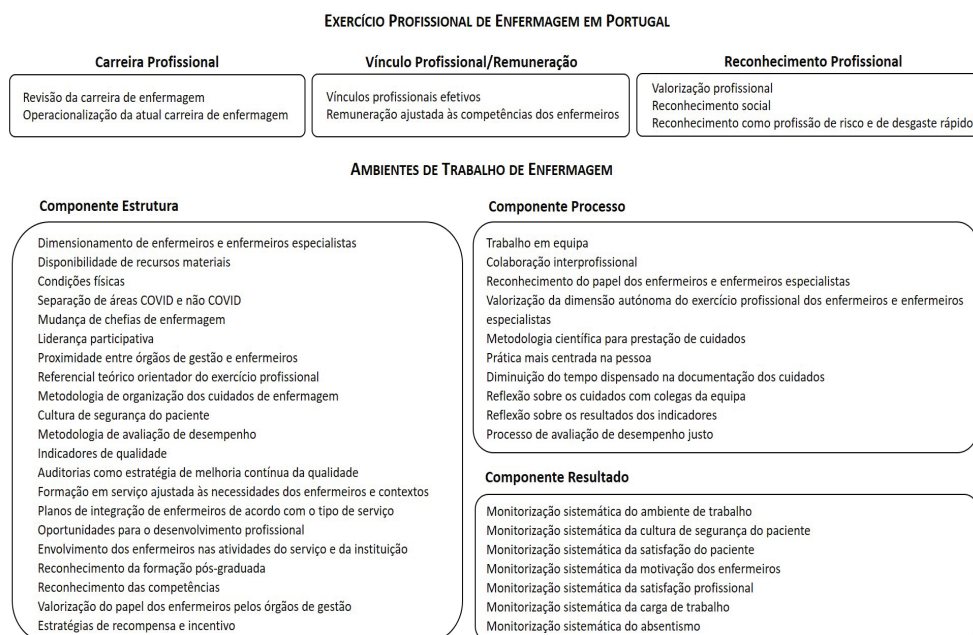 EXERCÍCIO PROFISSIONAL DE ENFERMAGEM EM PORTUGAL
Carreira Profissional
Revisão da carreira de enfermagem
Operacionalização da atual carreira de enfermagem
Vínculo Profissional/Remuneração
Vínculos profissionais efetivos
Remuneração ajustada às competências dos enfermeiros
Reconhecimento Profissional
Valorização profissional
Reconhecimento social
Reconhecimento como profissão de risco e de desgaste rápido
AMBIENTES DE TRABALHO DE ENFERMAGEM
Componente Estrutura
Dimensionamento de enfermeiros e enfermeiros especialistas
Disponibilidade de recursos materiais
Condições físicas
Separação de áreas COVID e não COVID
Mudança de chefias de enfermagem
Liderança participativa
Proximidade entre órgãos de gestão e enfermeiros
Referencial teórico orientador do exercício profissional
Metodologia de organização dos cuidados de enfermagem
Cultura de segurança do paciente
Metodologia de avaliação de desempenho
Indicadores de qualidade
Auditorias como estratégia de melhoria contínua da qualidade
Formação em serviço ajustada às necessidades dos enfermeiros e contextos
Planos de integração de enfermeiros de acordo com o tipo de serviço
Oportunidades para o desenvolvimento profissional
Envolvimento dos enfermeiros nas atividades do serviço e da instituição
Reconhecimento da formação pós-graduada
Reconhecimento das competências
Valorização do papel dos enfermeiros pelos órgãos de gestão
Estratégias de recompensa e incentivo
Componente Processo
Trabalho em equipa
Colaboração interprofissional
Reconhecimento do papel dos enfermeiros e enfermeiros especialistas
Valorização da dimensão autónoma do exercício profissional dos enfermeiros e enfermeiros
especialistas
Metodologia científica para prestação de cuidados
Prática mais centrada na pessoa
Diminuição do tempo dispensado na documentação dos cuidados
Reflexão sobre os cuidados com colegas da equipa
Reflexão sobre os resultados dos indicadores
Processo de avaliação de desempenho justo
Componente Resultado
Monitorização sistemática do ambiente de trabalho
Monitorização sistemática da cultura de segurança do paciente
Monitorização sistemática da satisfação do paciente
Monitorização sistemática da motivação dos enfermeiros
Monitorização sistemática da satisfação profissional
Monitorização sistemática da carga de trabalho
Monitorização sistemática do absentismo